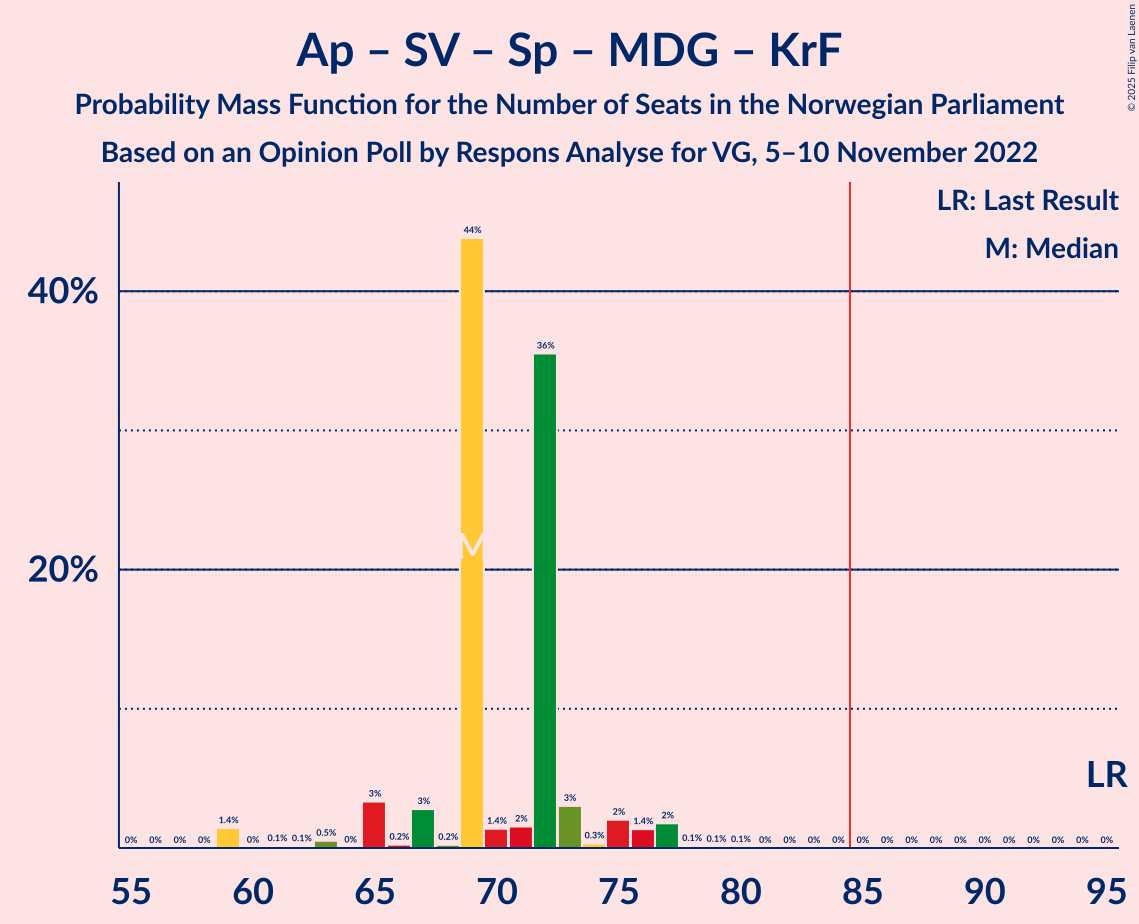 Ap – SV – Sp – MDG – KrF
Probability Mass Function for the Number of Seats in the Norwegian Parliament
Based on an Opinion Poll by Respons Analyse for VG, 5–10 November 2022
© 2025 Filip van Laenen
LR: Last Result
M: Median
40%
20%
0% 0% 0% 0% 1.4% 0% 0.1% 0.1% 0.5% 0% 3% 0.2% 3% 0.2% 44% 1.4% 2% 36% 3% 0.3% 2% 1.4% 2% 0.1% 0.1% 0.1% 0% 0% 0% 0% 0% 0% 0% 0% 0% 0% 0% 0% 0% 0% 0%
M
LR
55 60 65 70 75 80 85 90 95